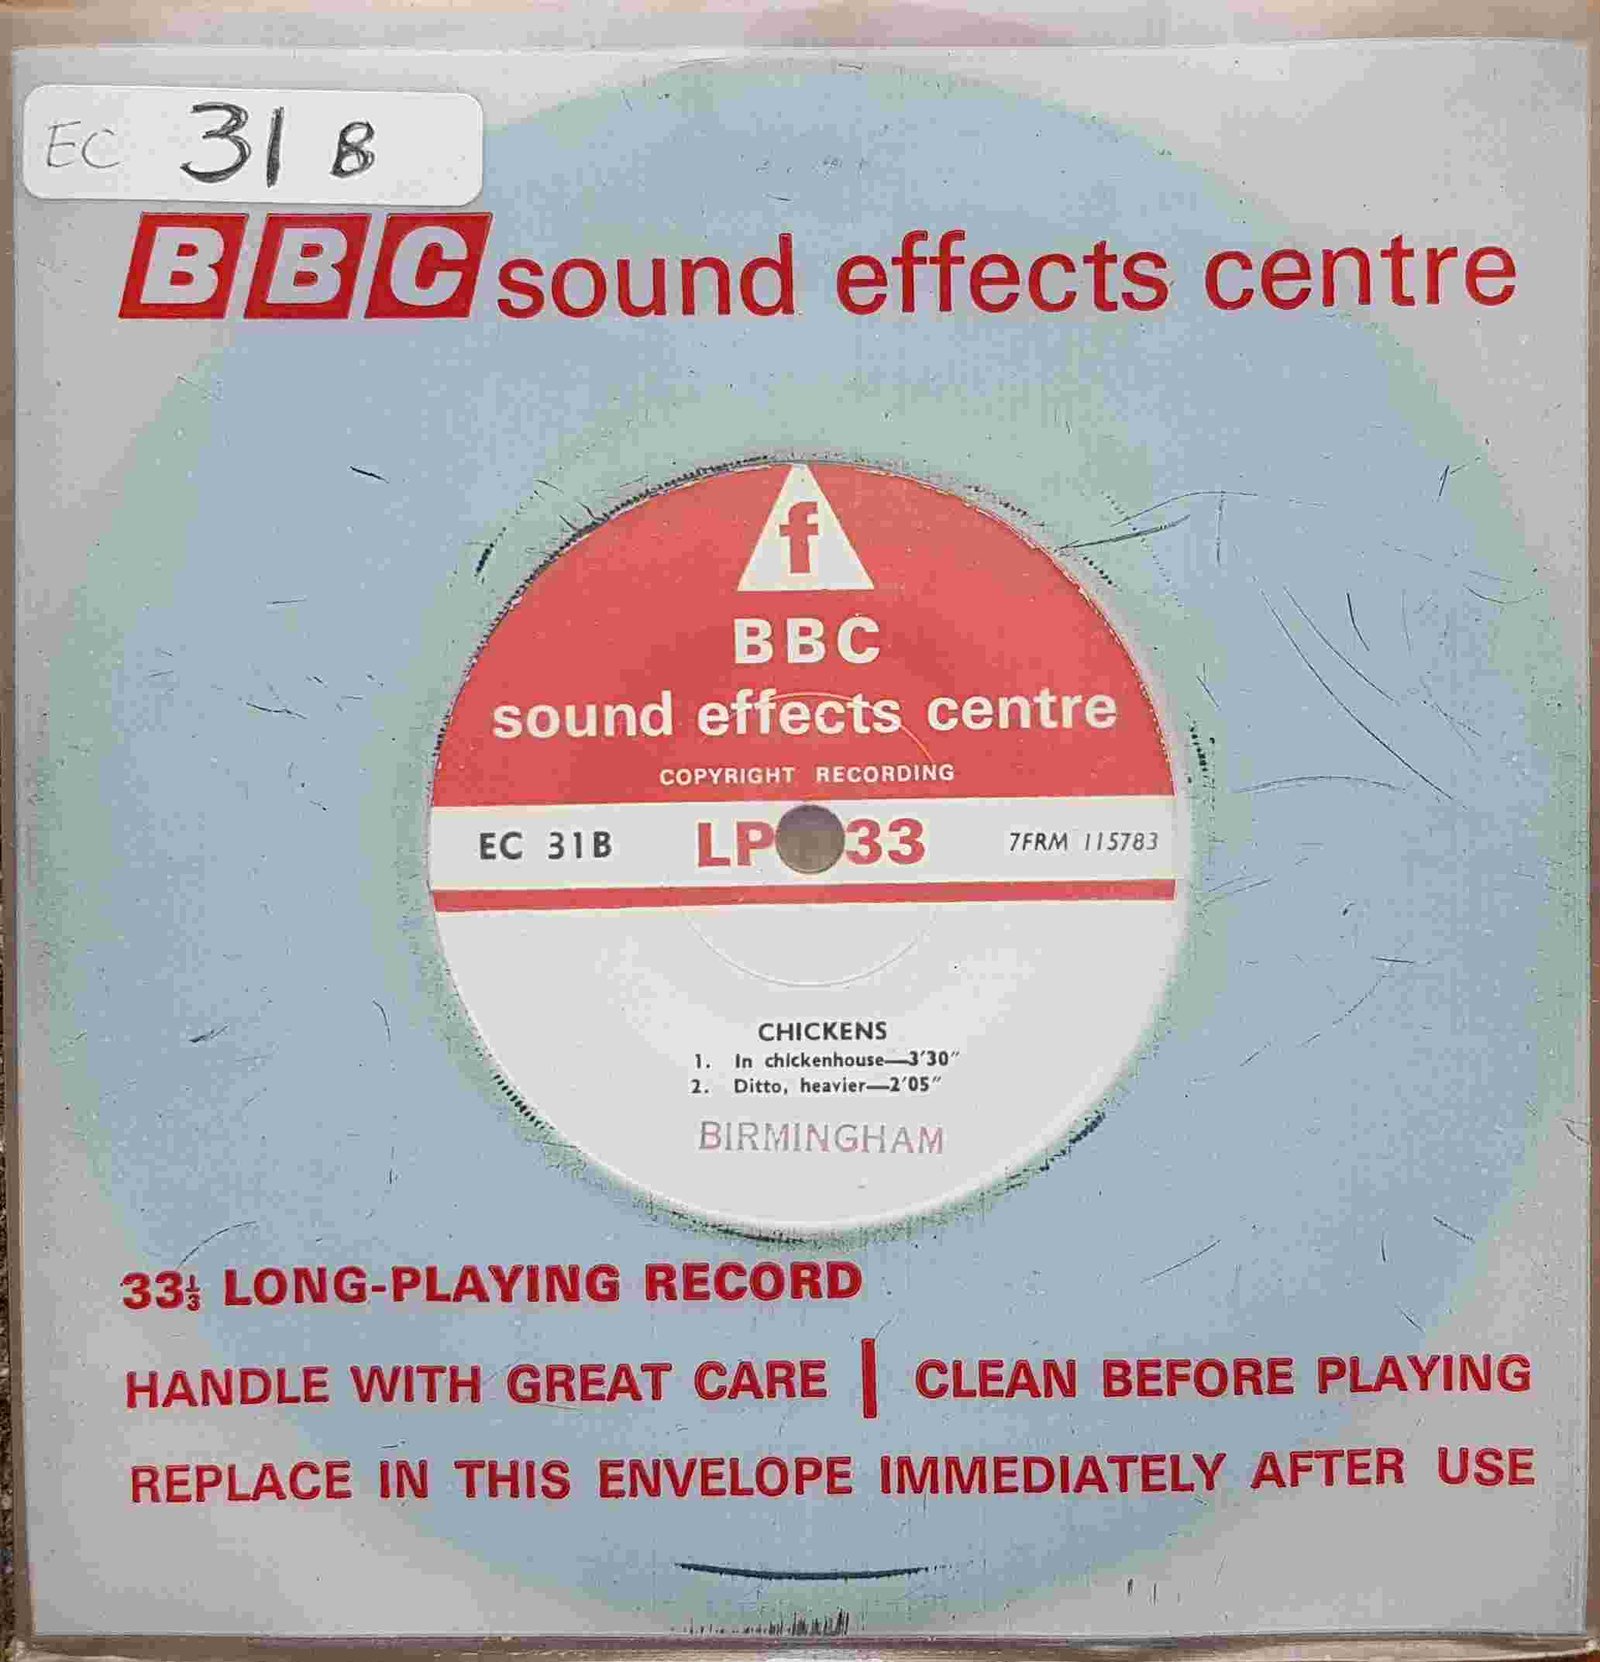 EC 31 B
BBC sound effects centre
f
BBC
sound effects centre
COPYRIGHT RECORDING
EC 31B LP 33 7FRM 115783
CHICKENS
1. In chickenhouse—3'30"
2. Ditto, heavier—2'05"
BIRMINGHAM
33⅓ LONG-PLAYING RECORD
HANDLE WITH GREAT CARE | CLEAN BEFORE PLAYING
REPLACE IN THIS ENVELOPE IMMEDIATELY AFTER USE